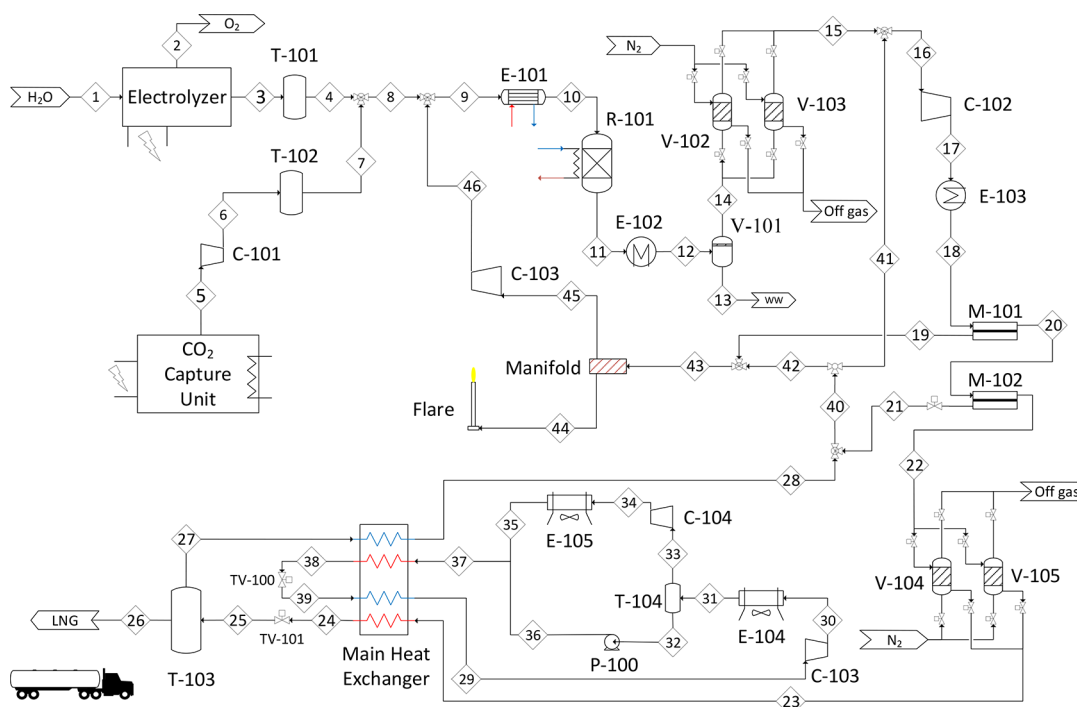 O₂
2
H₂O
1
Electrolyzer
3
T-101
4
8
9
E-101
10
R-101
N₂
V-102
V-103
15
16
C-102
17
E-103
18
T-102
7
6
C-101
5
CO₂
Capture
Unit
46
C-103
45
11
E-102
12
V-101
14
13
ww
Off gas
41
M-101
19
20
M-102
21
22
Manifold
43
42
40
Flare
44
28
27
35
34
E-105
C-104
33
38
37
TV-100
39
T-104
31
E-104
30
LNG
26
25
TV-101
24
36
P-100
32
T-103
Main Heat
Exchanger
29
C-103
23
Off gas
V-104
V-105
N₂